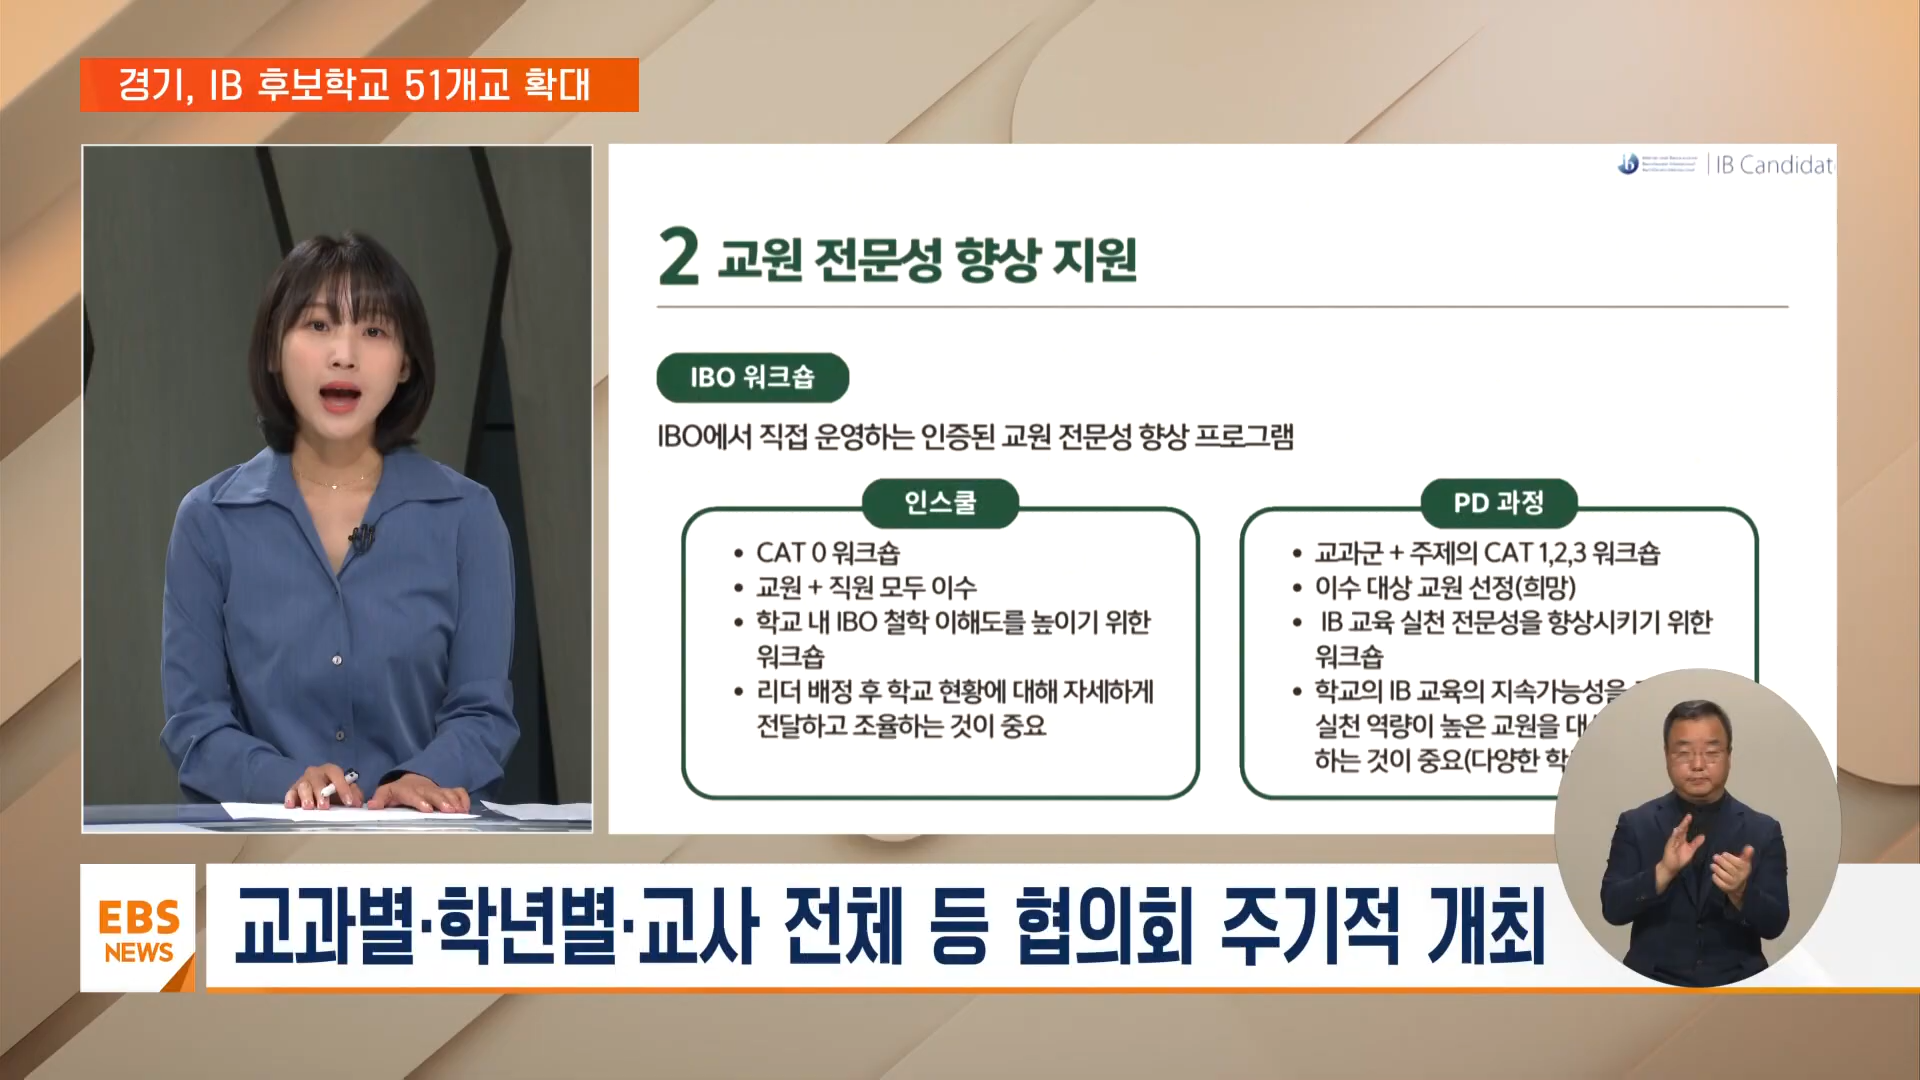 경기, IB 후보학교 51개교 확대
IB Candidat
2 교원 전문성 향상 지원
IBO 워크숍
IBO에서 직접 운영하는 인증된 교원 전문성 향상 프로그램
인스쿨
• CAT 0 워크숍
• 교원 + 직원 모두 이수
• 학교 내 IBO 철학 이해도를 높이기 위한
워크숍
• 리더 배정 후 학교 현황에 대해 자세하게
전달하고 조율하는 것이 중요
PD 과정
• 교과군 + 주제의 CAT 1,2,3 워크숍
• 이수 대상 교원 선정(희망)
• IB 교육 실천 전문성을 향상시키기 위한
워크숍
• 학교의 IB 교육의 지속가능성을
실천 역량이 높은 교원을
하는 것이 중요(다양한
EBS
NEWS
교과별·학년별·교사 전체 등 협의회 주기적 개최